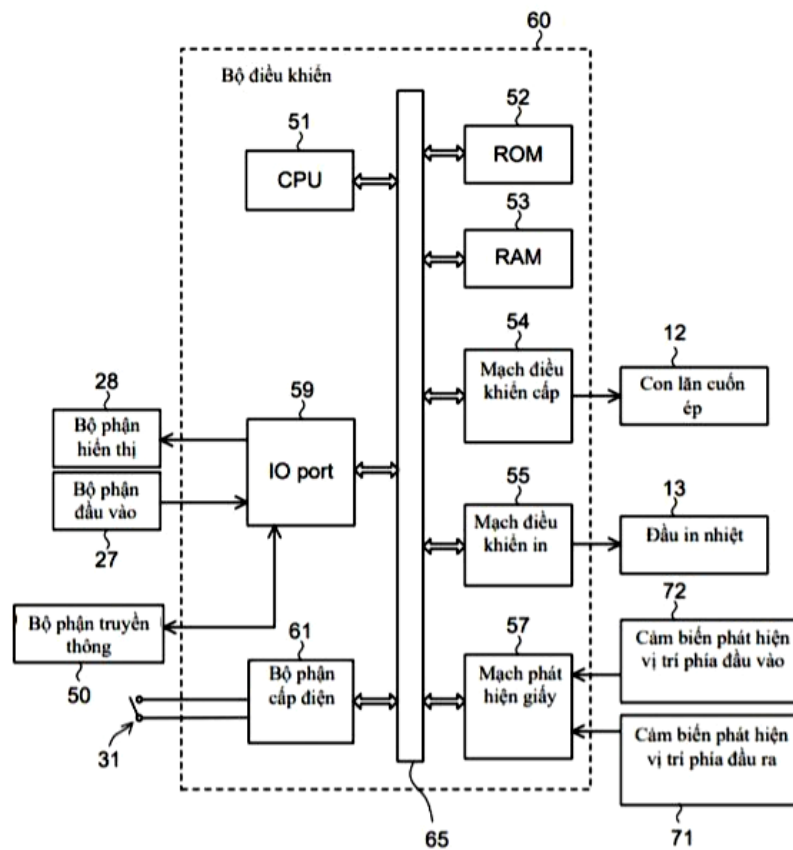 60
Bộ điều khiển
51
CPU
52
ROM
53
RAM
54
Mạch điều
khiển cấp
12
Con lăn cuốn
ép
28
Bộ phận
hiển thị
59
IO port
Bộ phận
đầu vào
27
55
Mạch điều
khiển in
13
Đầu in nhiệt
Bộ phận truyền
thông
50
61
Bộ phận
cấp điện
31
57
Mạch phát
hiện giấy
72
Cảm biến phát hiện
vị trí phía đầu vào
Cảm biến phát hiện
vị trí phía đầu ra
71
65